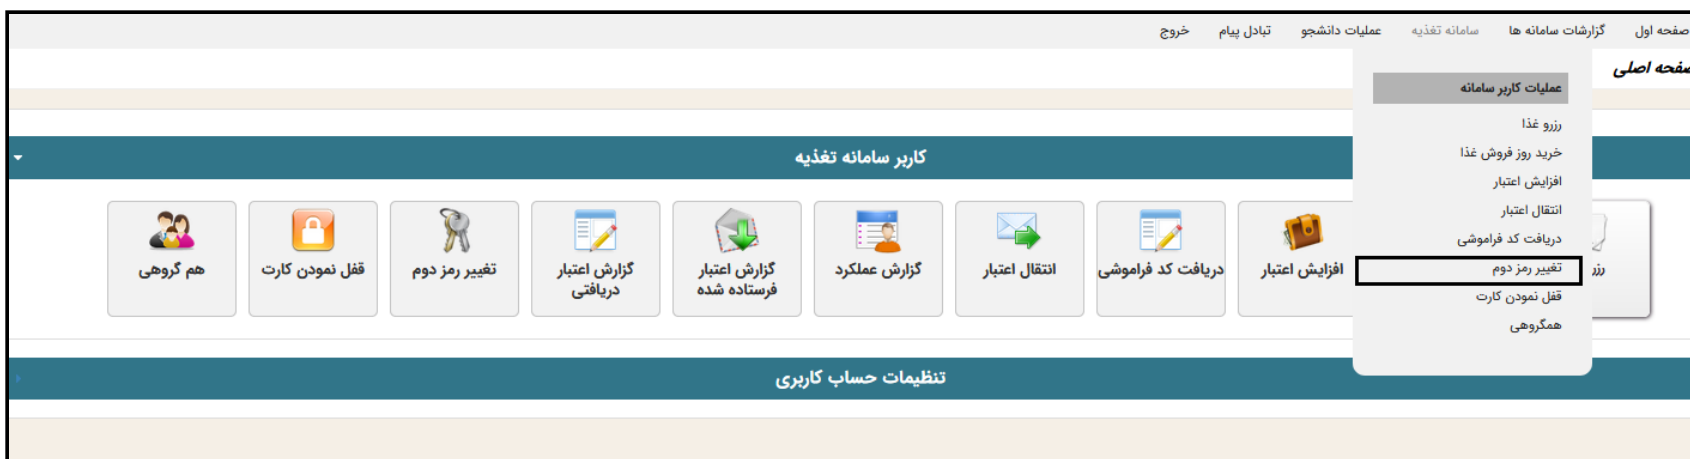 صفحه اول گزارشات سامانه ها سامانه تغذیه عملیات دانشجو تبادل پیام خروج
صفحه اصلی
عملیات کاربر سامانه
رزرو غذا
خرید روز فروش غذا
افزایش اعتبار
انتقال اعتبار
دریافت کد فراموشی
تغییر رمز دوم
قفل نمودن کارت
همگروهی
کاربر سامانه تغذیه
افزایش اعتبار
دریافت کد فراموشی
انتقال اعتبار
گزارش عملکرد
گزارش اعتبار
فرستاده شده
گزارش اعتبار
دریافتی
تغییر رمز دوم
قفل نمودن کارت
هم گروهی
تنظیمات حساب کاربری